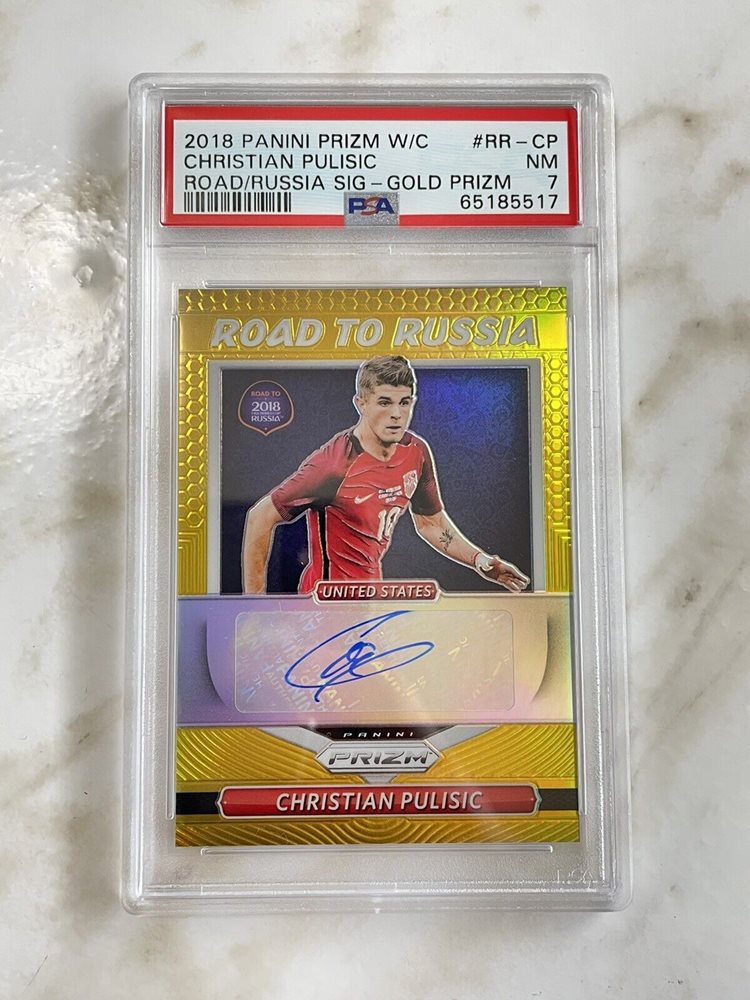 2018 PANINI PRIZM W/C #RR-CP
CHRISTIAN PULISIC NM
ROAD/RUSSIA SIG-GOLD PRIZM 7
PSA 65185517
ROAD TO RUSSIA
ROAD TO
2018
RUSSIA
18
UNITED STATES
PANINI
PRIZM
CHRISTIAN PULISIC